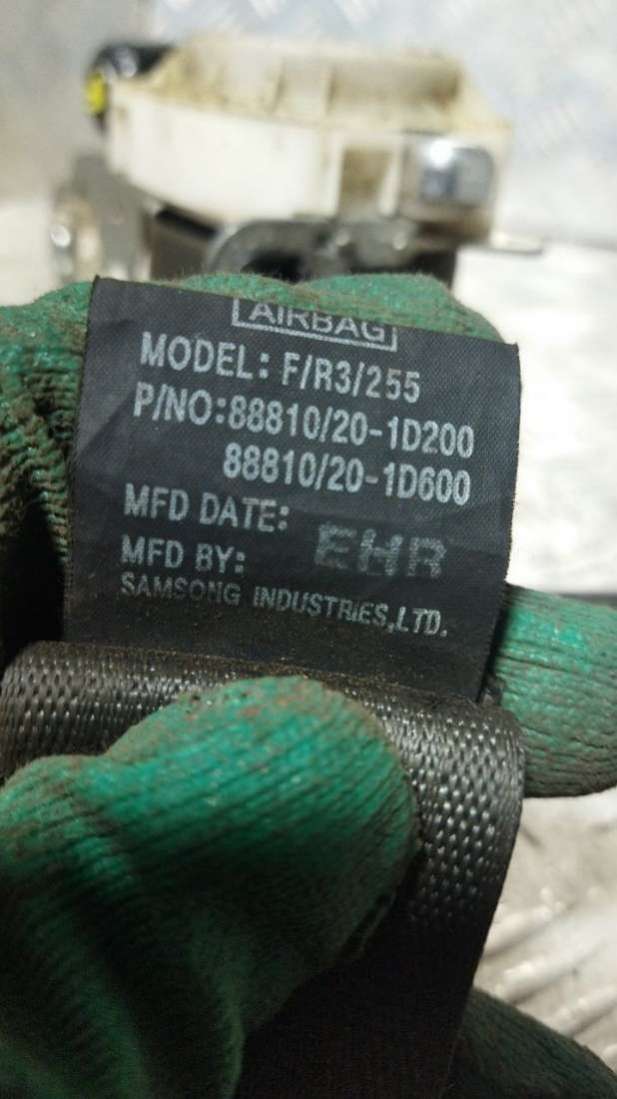 AIRBAG
MODEL: F/R3/255
P/NO:88810/20-1D200
88810/20-1D600
MFD DATE: EHR
MFD BY:
SAMSONG INDUSTRIES,LTD.